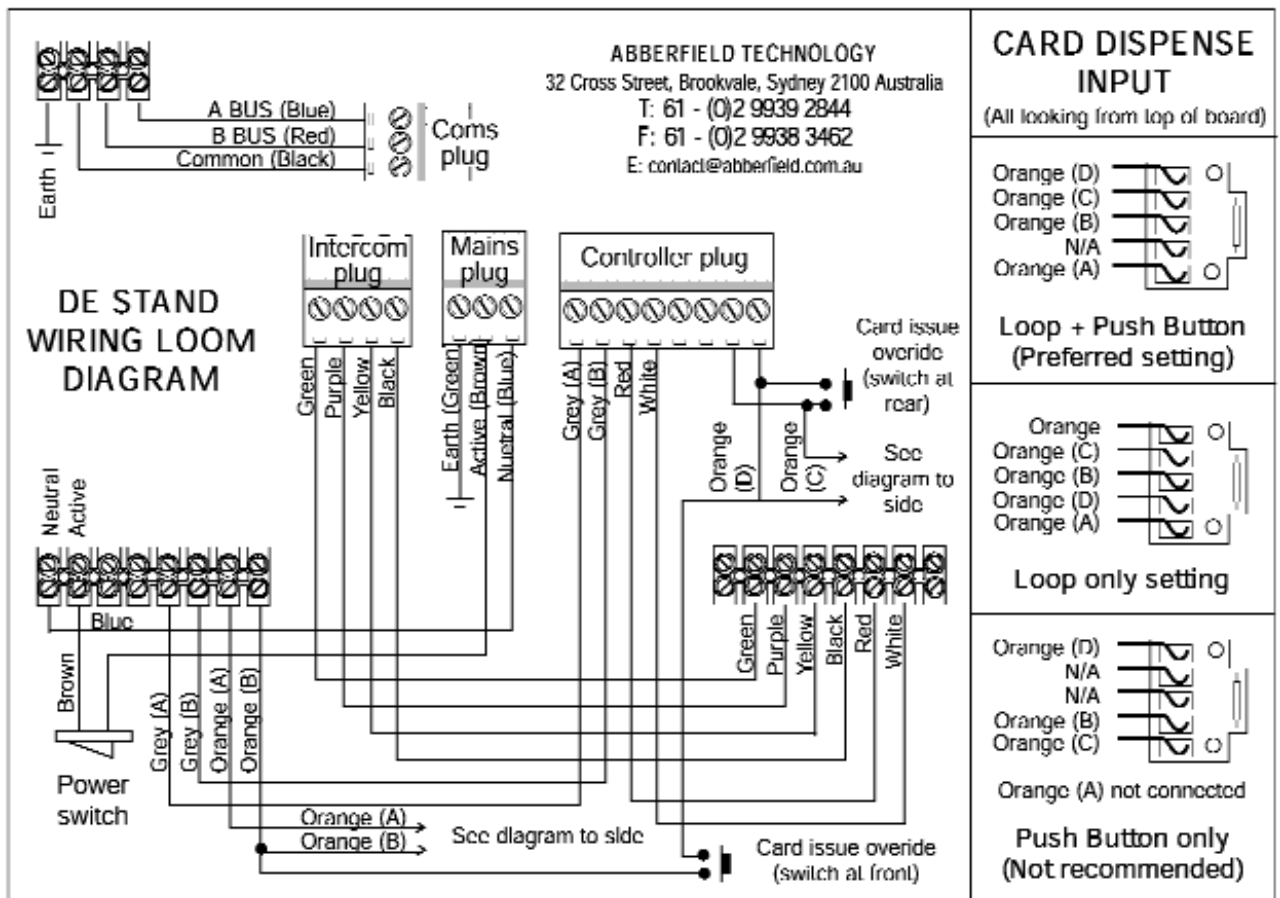 ABBERFIELD TECHNOLOGY
32 Cross Street, Brookvale, Sydney 2100 Australia
T: 61 - (0)2 9939 2844
F: 61 - (0)2 9938 3462
E: contact@abberfield.com.au
A BUS (Blue)
B BUS (Red)
Common (Black)
Coms
plug
Earth
DE STAND
WIRING LOOM
DIAGRAM
Intercom
plug
Mains
plug
Controller plug
Green
Purple
Yellow
Black
Earth (Green
Active (Brown)
Nuetral (Blue)
Grey (A)
Grey (B)
Red
White
Card issue
overide
(switch at
rear)
Orange
(D)
Orange
(C)
See
diagram to
side
Neutral
Active
Blue
Brown
Power
switch
Grey (A)
Grey (B)
Orange (A)
Orange (B)
Green
Purple
Yellow
Black
Red
White
Orange (A)
Orange (B)
See diagram to side
Card issue overide
(switch at front)
CARD DISPENSE
INPUT
(All looking from top of board)
Orange (D)
Orange (C)
Orange (B)
N/A
Orange (A)
Loop + Push Button
(Preferred setting)
Orange
Orange (C)
Orange (B)
Orange (D)
Orange (A)
Loop only setting
Orange (D)
N/A
N/A
Orange (B)
Orange (C)
Orange (A) not connected
Push Button only
(Not recommended)